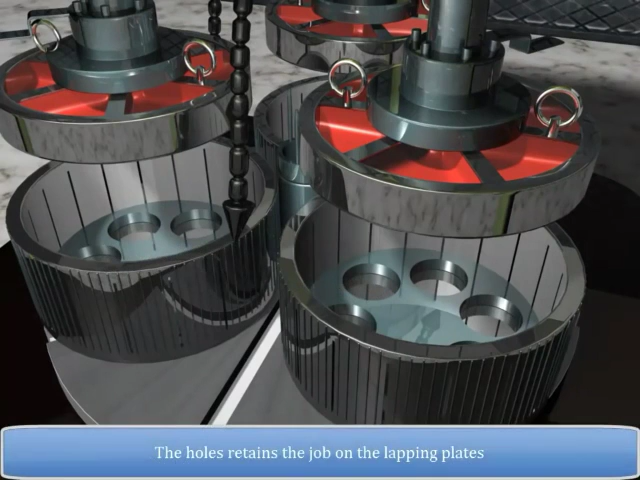 The holes retains the job on the lapping plates